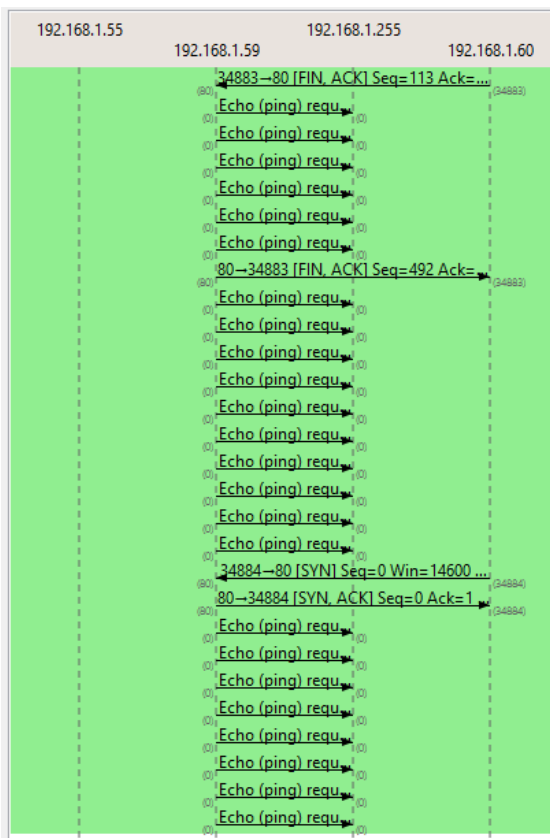 192.168.1.55 192.168.1.255
192.168.1.59 192.168.1.60
34883→80 [FIN, ACK] Seq=113 Ack=...
(80) (34883)
Echo (ping) requ...
(0) (0)
Echo (ping) requ...
(0) (0)
Echo (ping) requ...
(0) (0)
Echo (ping) requ...
(0) (0)
Echo (ping) requ...
(0) (0)
Echo (ping) requ...
(0) (0)
80→34883 [FIN, ACK] Seq=492 Ack=...
(80) (34883)
Echo (ping) requ...
(0) (0)
Echo (ping) requ...
(0) (0)
Echo (ping) requ...
(0) (0)
Echo (ping) requ...
(0) (0)
Echo (ping) requ...
(0) (0)
Echo (ping) requ...
(0) (0)
Echo (ping) requ...
(0) (0)
Echo (ping) requ...
(0) (0)
Echo (ping) requ...
(0) (0)
Echo (ping) requ...
(0) (0)
34884→80 [SYN] Seq=0 Win=14600 ...
(80) (34884)
80→34884 [SYN, ACK] Seq=0 Ack=1 ...
(80) (34884)
Echo (ping) requ...
(0) (0)
Echo (ping) requ...
(0) (0)
Echo (ping) requ...
(0) (0)
Echo (ping) requ...
(0) (0)
Echo (ping) requ...
(0) (0)
Echo (ping) requ...
(0) (0)
Echo (ping) requ...
(0) (0)
Echo (ping) requ...
(0) (0)